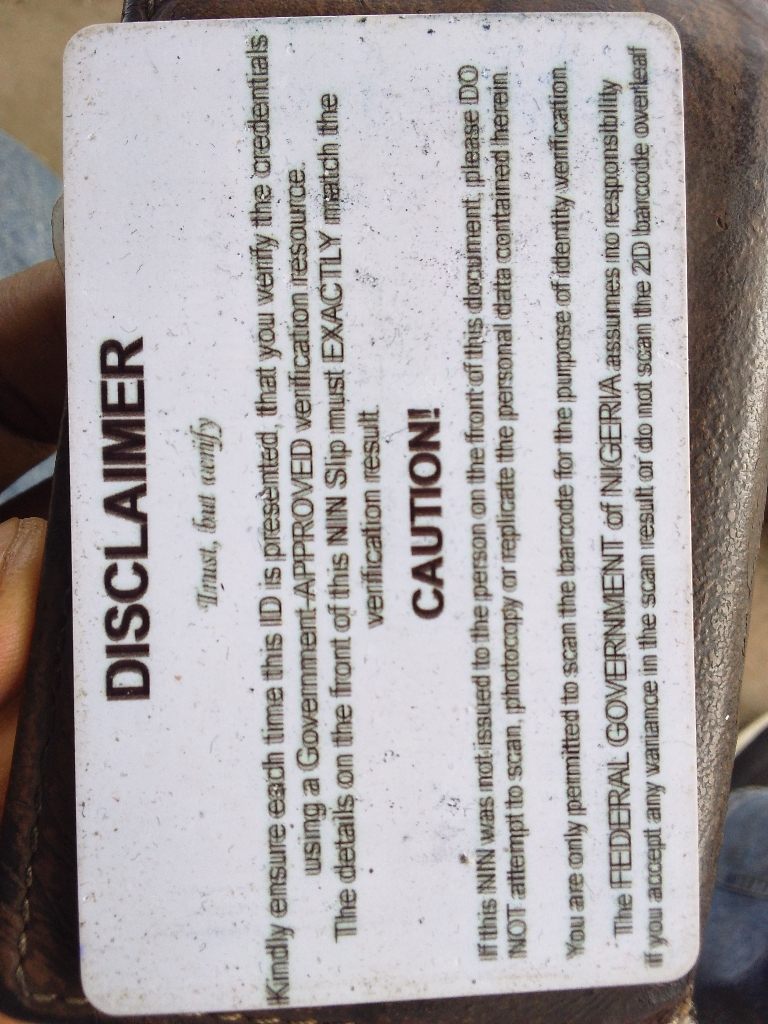 DISCLAIMER
Trust, but verify
Kindly ensure each time this ID is presented, that you verify the credentials
using a Government-APPROVED verification resource.
The details on the front of this NIN Slip must EXACTLY match the
verification result.
CAUTION!
If this NIN was not issued to the person on the front of this document, please DO
NOT attempt to scan, photocopy or replicate the personal data contained herein.
You are only permitted to scan the barcode for the purpose of identity verification.
The FEDERAL GOVERNMENT of NIGERIA assumes no responsibility
if you accept any variance in the scan result or do not scan the 2D barcode overleaf